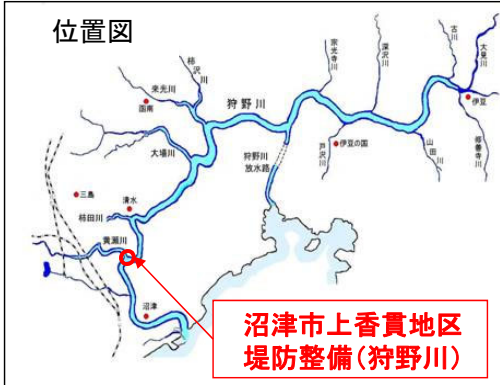 位置図
柿沢川
来光川
函南
狩野川
宗光寺川
深沢川
古川
大見川
伊豆
修善寺川
大場川
狩野川
放水路
戸沢川
伊豆の国
山田川
三島
清水
柿田川
黄瀬川
沼津
沼津市上香貫地区
堤防整備(狩野川)